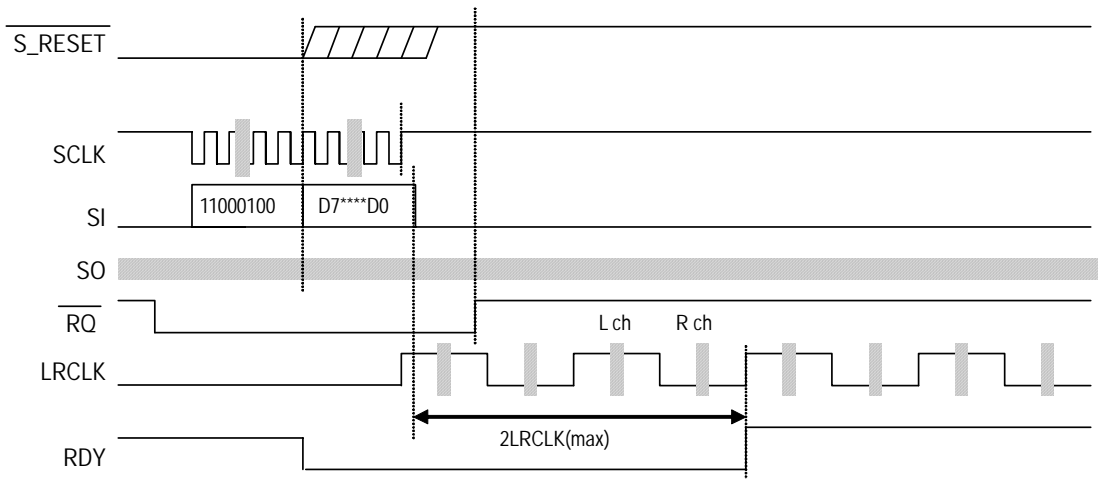 S_RESET
SCLK
SI 11000100 D7****D0
SO
RQ
L ch R ch
LRCLK
2LRCLK(max)
RDY